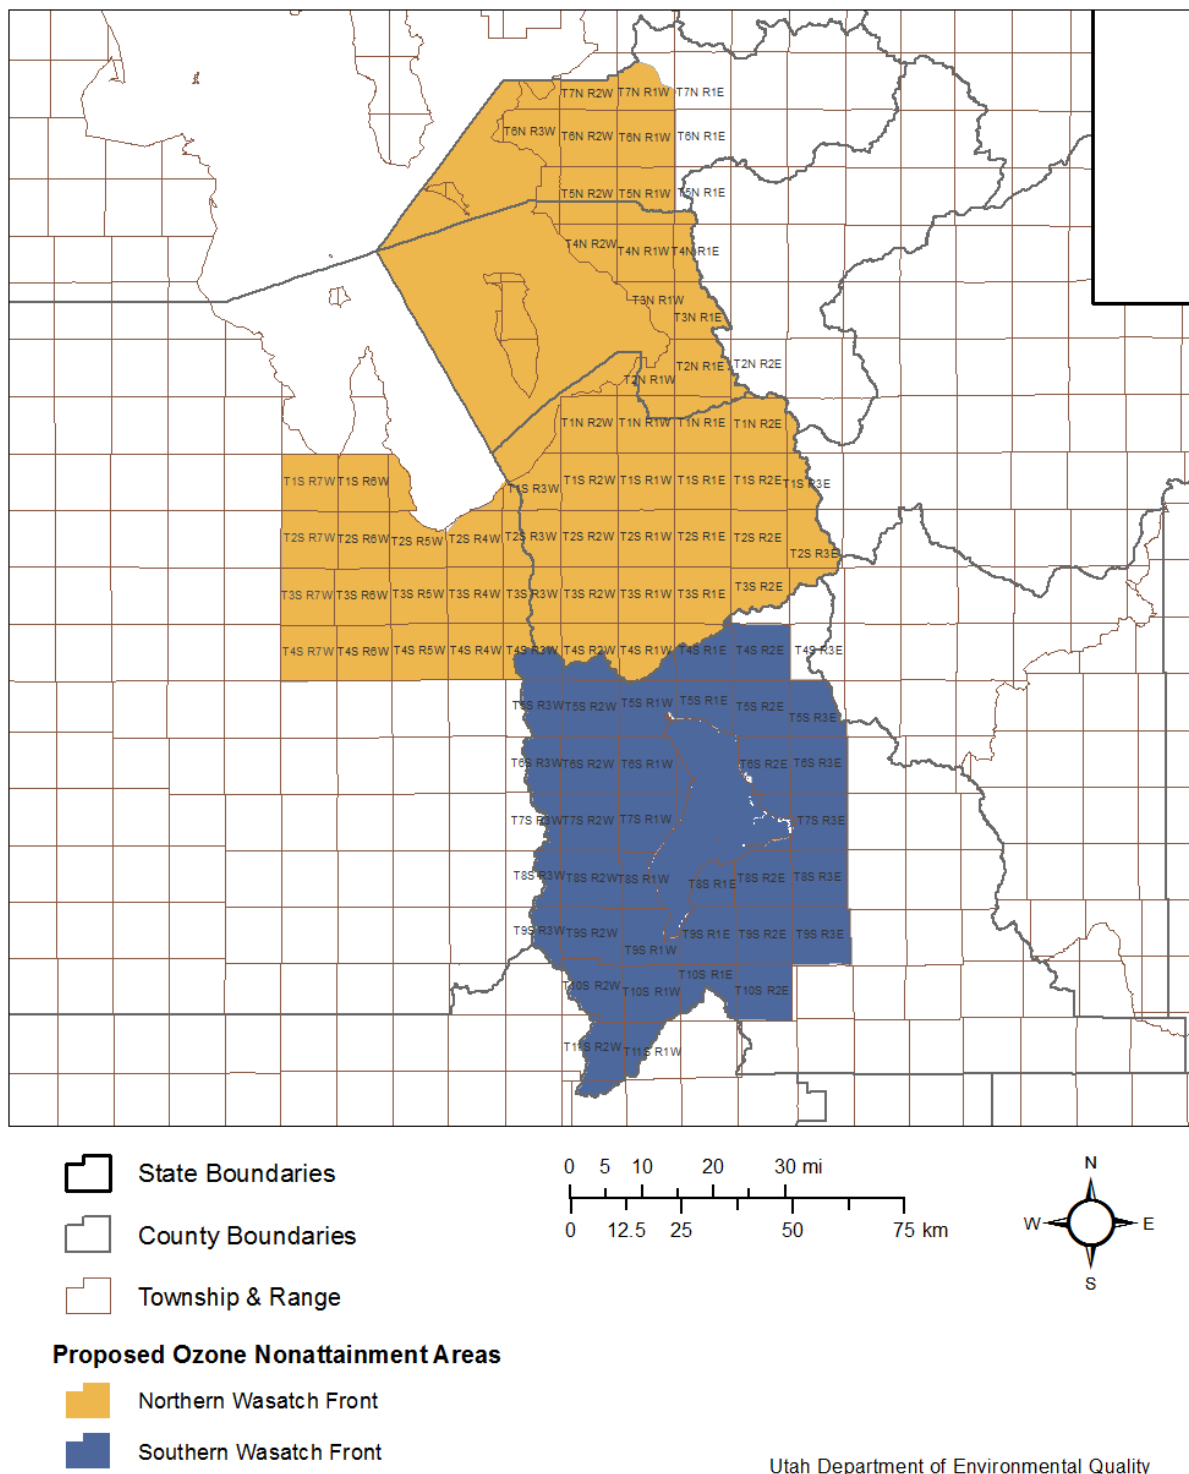 T7N R2W T7N R1W T7N R1E
T6N R3W T6N R2W T6N R1W T6N R1E
T5N R2W T5N R1W T5N R1E
T4N R2W T4N R1W T4N R1E
T3N R1W
T3N R1E
T2N R1W T2N R1E T2N R2E
T1N R2W T1N R1W T1N R1E T1N R2E
T1S R7W T1S R6W T1S R3W T1S R2W T1S R1W T1S R1E T1S R2E T1S R3E
T2S R7W T2S R6W T2S R5W T2S R4W T2S R3W T2S R2W T2S R1W T2S R1E T2S R2E T2S R3E
T3S R7W T3S R6W T3S R5W T3S R4W T3S R3W T3S R2W T3S R1W T3S R1E T3S R2E
T4S R7W T4S R6W T4S R5W T4S R4W T4S R3W T4S R2W T4S R1W T4S R1E T4S R2E T4S R3E
T5S R3W T5S R2W T5S R1W T5S R1E T5S R2E T5S R3E
T6S R3W T6S R2W T6S R1W T6S R2E T6S R3E
T7S R3W T7S R2W T7S R1W T7S R3E
T8S R3W T8S R2W T8S R1W T8S R1E T8S R2E T8S R3E
T9S R3W T9S R2W T9S R1W T9S R1E T9S R2E T9S R3E
T10S R2W T10S R1W T10S R1E T10S R2E
T11S R2W T11S R1W
State Boundaries
County Boundaries
Township & Range
0 5 10 20 30 mi
0 12.5 25 50 75 km
N
W E
S
Proposed Ozone Nonattainment Areas
Northern Wasatch Front
Southern Wasatch Front
Utah Department of Environmental Quality